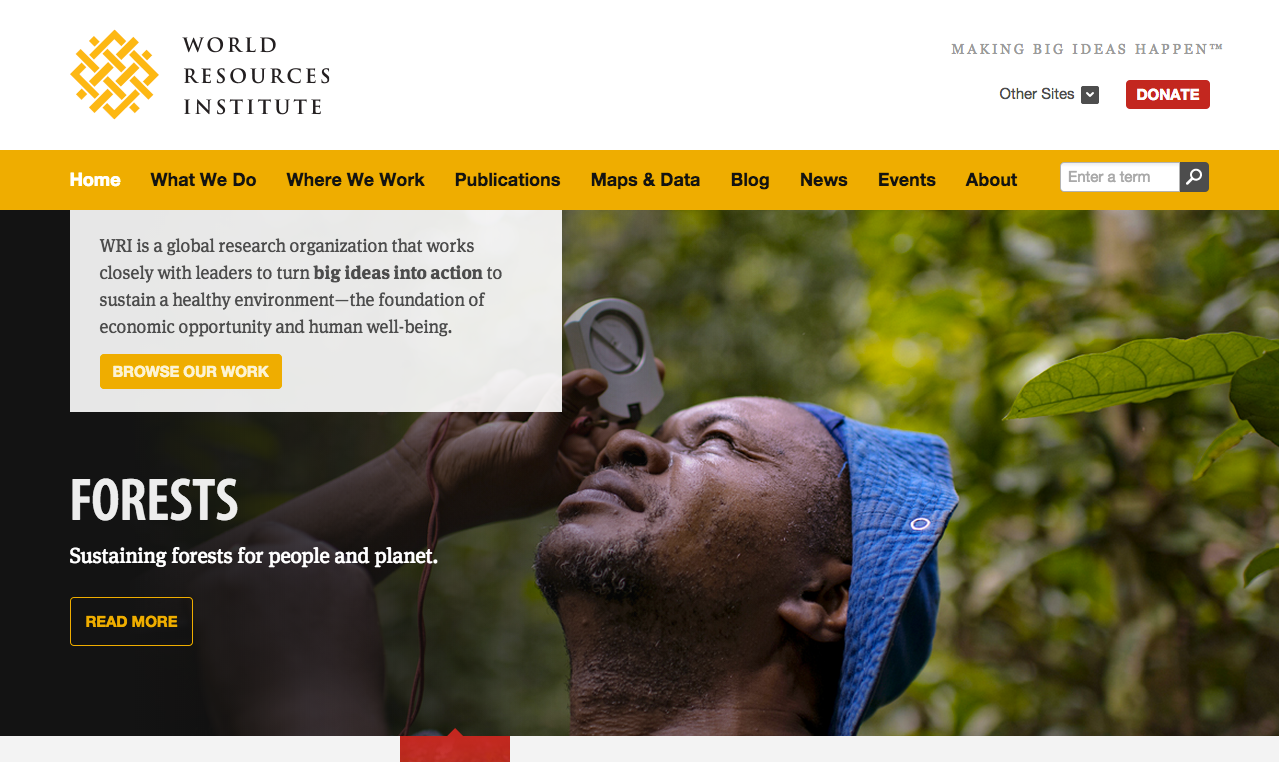 WORLD
RESOURCES
INSTITUTE
MAKING BIG IDEAS HAPPEN™
Other Sites
DONATE
Home What We Do Where We Work Publications Maps & Data Blog News Events About
Enter a term
WRI is a global research organization that works
closely with leaders to turn big ideas into action to
sustain a healthy environment—the foundation of
economic opportunity and human well-being.
BROWSE OUR WORK
FORESTS
Sustaining forests for people and planet.
READ MORE